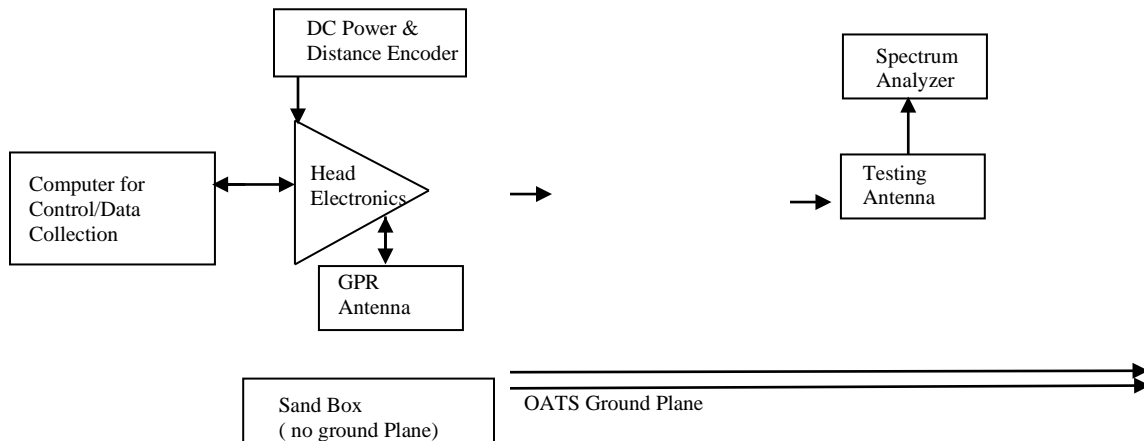 DC Power &
Distance Encoder
Spectrum
Analyzer
Head
Electronics
Computer for
Control/Data
Collection
Testing
Antenna
GPR
Antenna
Sand Box
( no ground Plane)
OATS Ground Plane